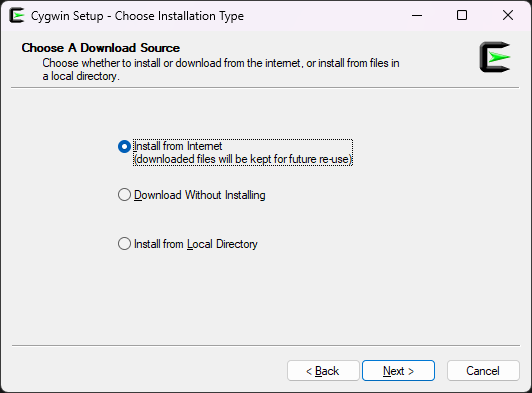 Cygwin Setup - Choose Installation Type
Choose A Download Source
Choose whether to install or download from the internet, or install from files in
a local directory.
Install from Internet
(downloaded files will be kept for future re-use)
Download Without Installing
Install from Local Directory
< Back
Next >
Cancel